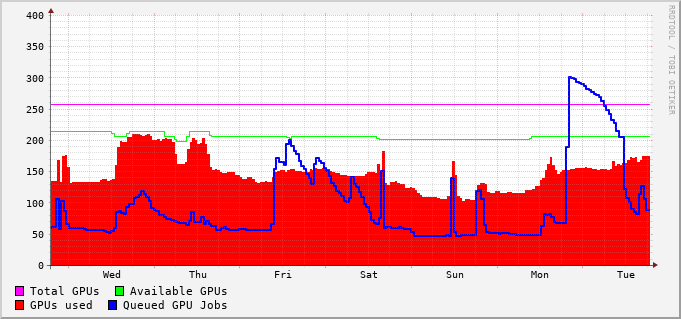 400
350
300
250
200
150
100
50
0
Wed Thu Fri Sat Sun Mon Tue
Total GPUs Available GPUs
GPUs used Queued GPU Jobs
RRDTOOL / TOBI OETIKER